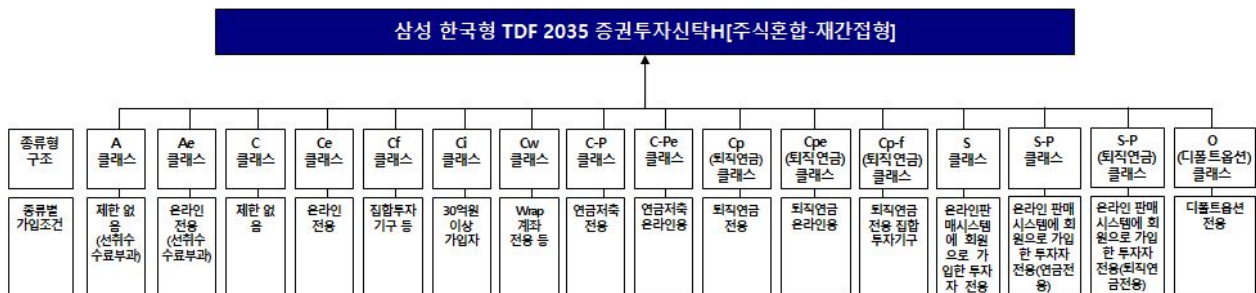 삼성 한국형 TDF 2035 증권투자신탁H[주식혼합-재간접형]
종류형
구조
A
클래스
Ae
클래스
C
클래스
Ce
클래스
Cf
클래스
Ci
클래스
Cw
클래스
C-P
클래스
C-Pe
클래스
Cp
(퇴직연금)
클래스
Cpe
(퇴직연금)
클래스
Cp-f
(퇴직연금)
클래스
S
클래스
S-P
클래스
S-P
(퇴직연금)
클래스
O
(디폴트옵션)
클래스
종류별
가입조건
제한 없
음
(선취수
수료부과)
온라인
전용
(선취수
수료부과)
제한 없
음
온라인
전용
집합투자
기구 등
30억원
이상
가입자
Wrap
계좌
전용 등
연금저축
전용
연금저축
온라인용
퇴직연금
전용
퇴직연금
온라인용
퇴직연금
전용 집합
투자기구
온라인판
매시스템
에 회원
으로 가
입한 투자
자 전용
온라인 판매
시스템에 회
원으로 가입
한 투자자
전용(연금전
용)
온라인 판매
시스템에 회
원으로 가입
한 투자자
전용(퇴직연
금전용)
디폴트옵션
전용